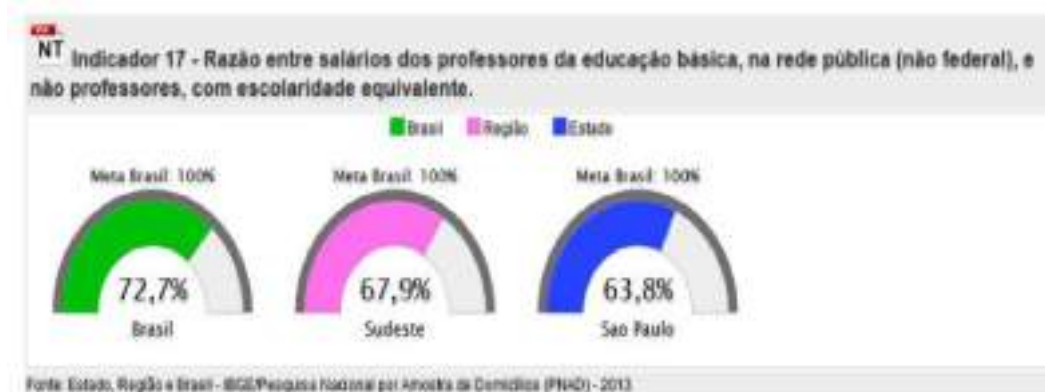 NT Indicador 17 - Razão entre salários dos professores da educação básica, na rede pública (não federal), e
não professores, com escolaridade equivalente.
Brasil Região Estado
Meta Brasil: 100% Meta Brasil: 100% Meta Brasil: 100%
72,7% 67,9% 63,8%
Brasil Sudeste Sao Paulo
Fonte: Estado, Região e Brasil - IBGE/Pesquisa Nacional por Amostra de Domicílios (PNAD) - 2013